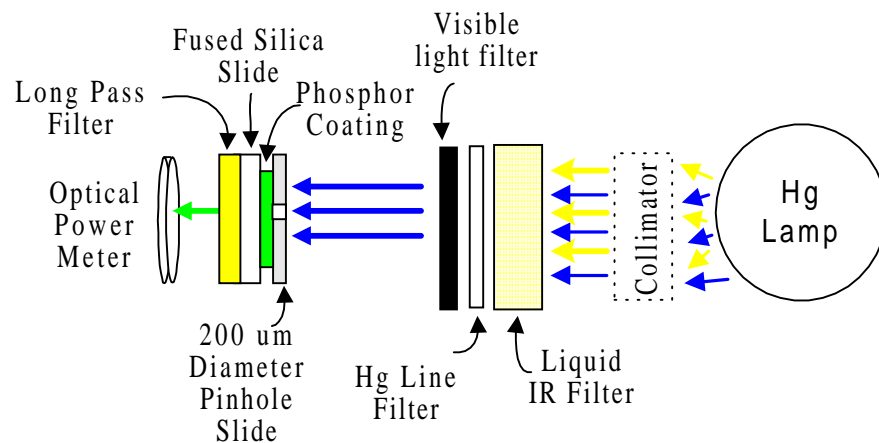 Fused Silica
Slide
Long Pass
Filter
Phosphor
Coating
Visible
light filter
Optical
Power
Meter
Collimator
Hg
Lamp
200 um
Diameter
Pinhole
Slide
Hg Line
Filter
Liquid
IR Filter